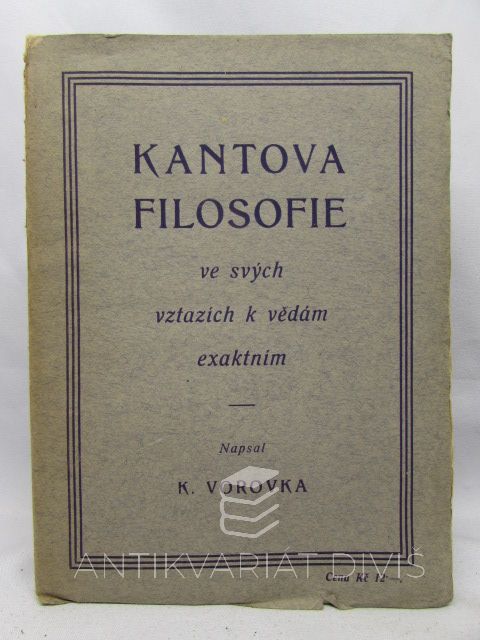 KANTOVA
FILOSOFIE
ve svých
vztazích k vědám
exaktním
Napsal
K. VOROVKA
ANTIKVARIÁT DIVIŠ
Cena Kč 12·—.